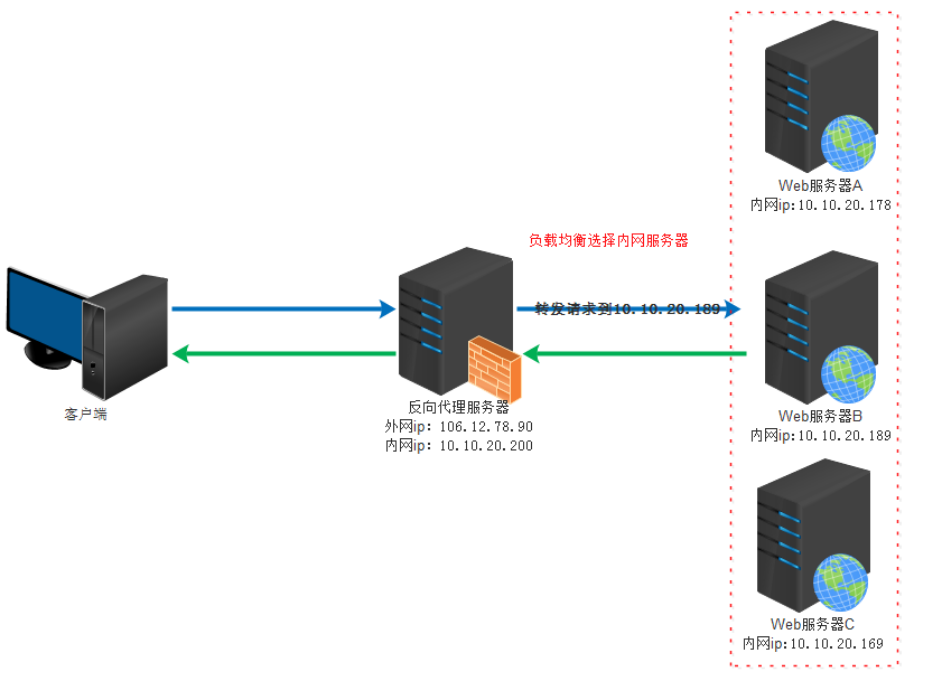 Web服务器A
内网ip:10.10.20.178
负载均衡选择内网服务器
转发请求到10.10.20.189
客户端
反向代理服务器
外网ip: 106.12.78.90
内网ip: 10.10.20.200
Web服务器B
内网ip:10.10.20.189
Web服务器C
内网ip:10.10.20.169